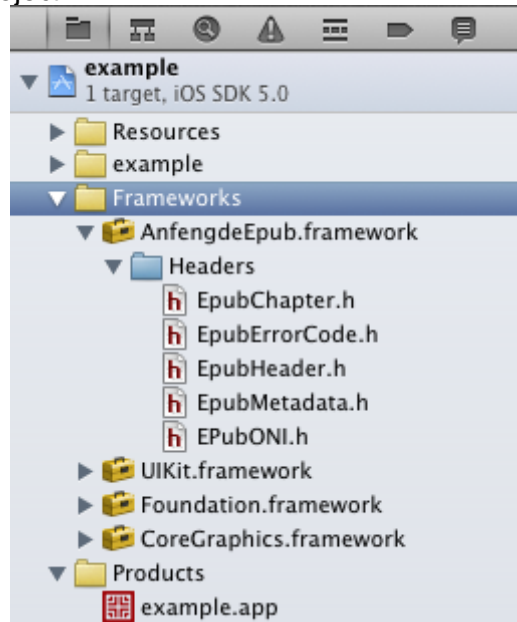 example
1 target, iOS SDK 5.0
Resources
example
Frameworks
AnfengdeEpub.framework
Headers
h EpubChapter.h
h EpubErrorCode.h
h EpubHeader.h
h EpubMetadata.h
h EPubONI.h
UIKit.framework
Foundation.framework
CoreGraphics.framework
Products
example.app